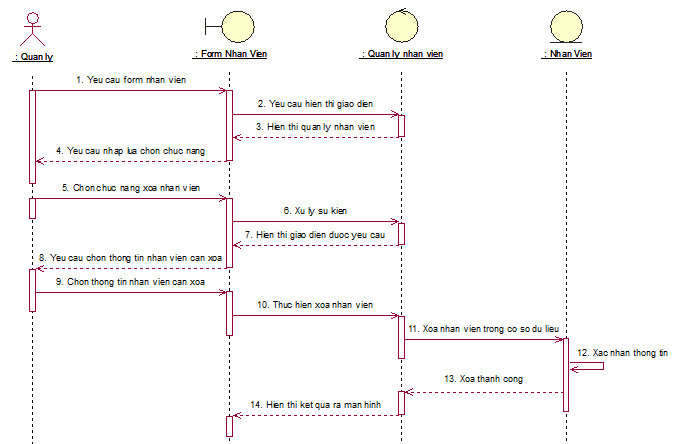 : Quan ly
: Form Nhan Vien
: Quan ly nhan vien
: Nhan Vien
1. Yeu cau form nhan vien
2. Yeu cau hien thi giao dien
3. Hien thi quan ly nhan vien
4. Yeu cau nhap lua chon chuc nang
5. Chon chuc nang xoa nhan vien
6. Xu ly su kien
7. Hien thi giao dien duoc yeu cau
8. Yeu cau chon thong tin nhan vien can xoa
9. Chon thong tin nhan vien can xoa
10. Thuc hien xoa nhan vien
11. Xoa nhan vien trong co so du lieu
12. Xac nhan thong tin
13. Xoa thanh cong
14. Hien thi ket qua ra man hinh